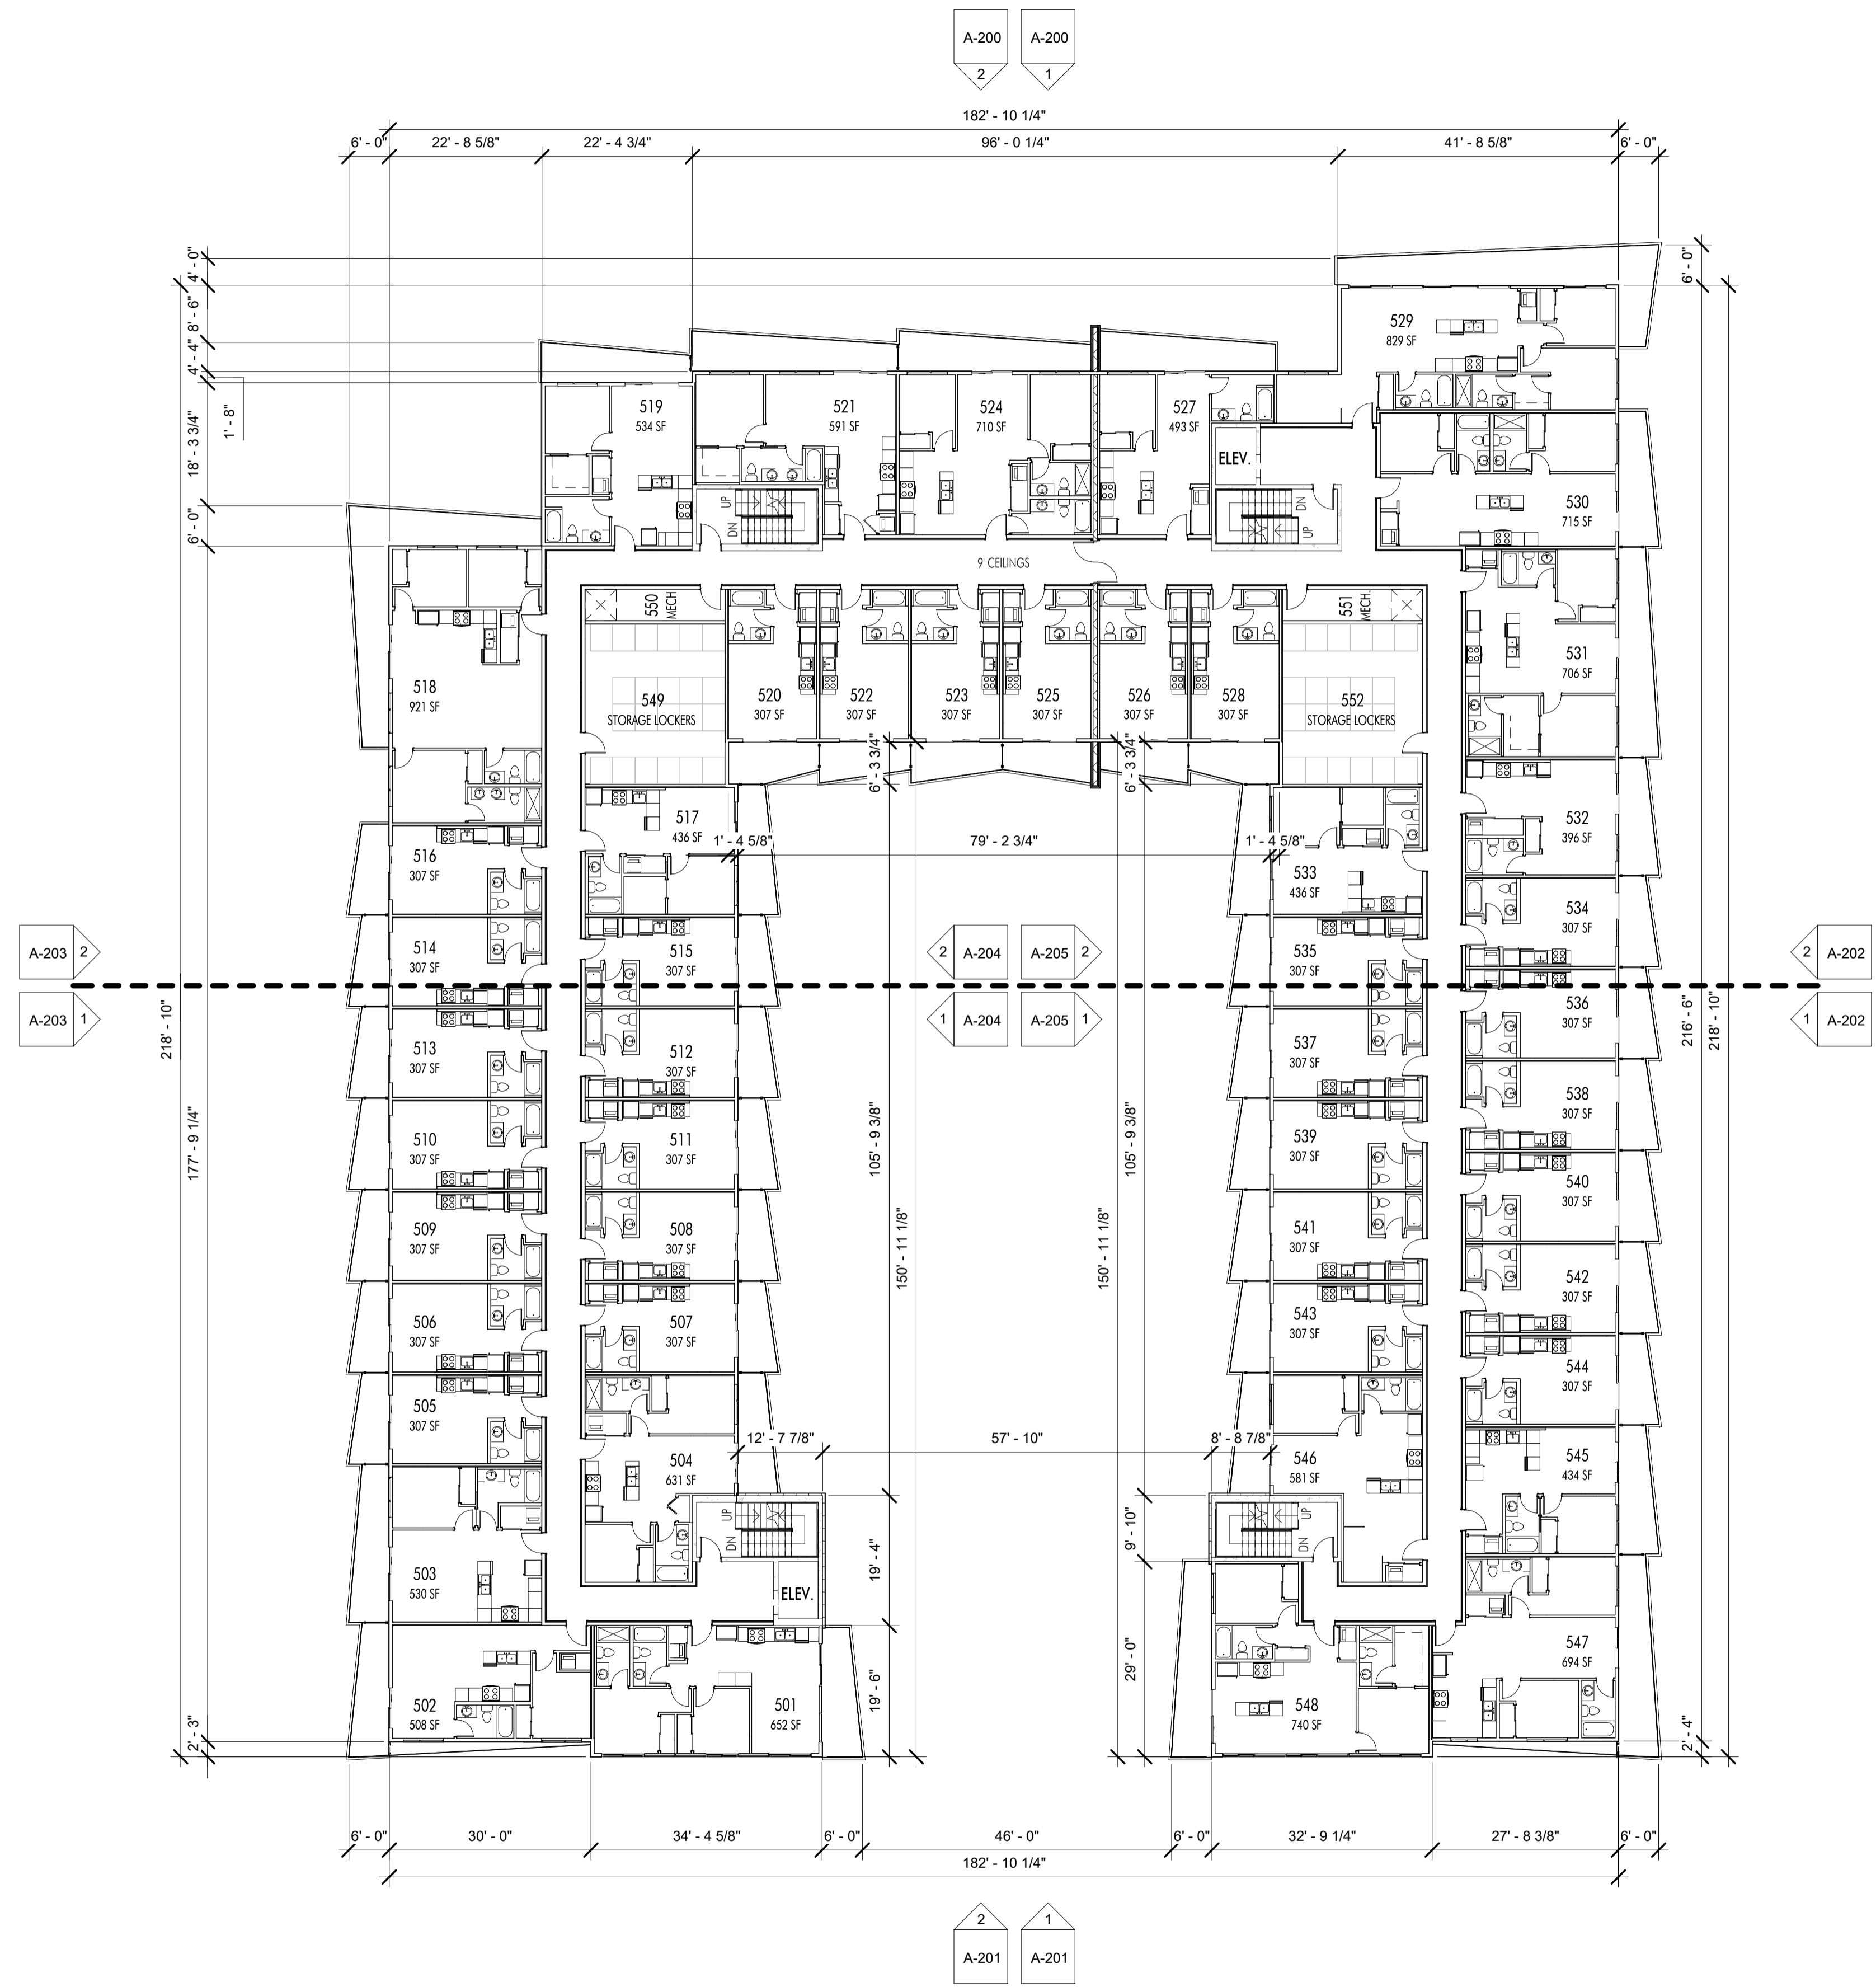 A-200 A-200
2 1
182' - 10 1/4"
6' - 0" 22' - 8 5/8" 22' - 4 3/4" 96' - 0 1/4" 41' - 8 5/8" 6' - 0"
4' - 0"
8' - 6"
4' - 4"
1' - 8"
18' - 3 3/4"
6' - 0"
218' - 10"
177' - 9 1/4"
2' - 3"
6' - 0"
216' - 6"
218' - 10"
2' - 4"
529
829 SF
519
534 SF
521
591 SF
524
710 SF
527
493 SF
ELEV.
UP
DN
DN
UP
530
715 SF
9' CEILINGS
550
MECH
551
MECH.
518
921 SF
549
STORAGE LOCKERS
520
307 SF
522
307 SF
523
307 SF
525
307 SF
526
307 SF
528
307 SF
552
STORAGE LOCKERS
531
706 SF
6' - 3 3/4"
6' - 3 3/4"
517
436 SF
1' - 4 5/8" 79' - 2 3/4" 1' - 4 5/8"
533
436 SF
532
396 SF
516
307 SF
534
307 SF
514
307 SF
515
307 SF
535
307 SF
536
307 SF
A-203 2
2 A-204
A-205 2
2 A-202
A-203 1
1 A-204
A-205 1
1 A-202
513
307 SF
512
307 SF
537
307 SF
538
307 SF
510
307 SF
511
307 SF
539
307 SF
540
307 SF
105' - 9 3/8"
150' - 11 1/8"
150' - 11 1/8"
105' - 9 3/8"
509
307 SF
508
307 SF
541
307 SF
542
307 SF
506
307 SF
507
307 SF
543
307 SF
544
307 SF
505
307 SF
12' - 7 7/8" 57' - 10" 8' - 8 7/8"
504
631 SF
546
581 SF
545
434 SF
UP
DN
UP
DN
19' - 4"
9' - 10"
503
530 SF
ELEV.
547
694 SF
19' - 6"
29' - 0"
502
508 SF
501
652 SF
548
740 SF
6' - 0" 30' - 0" 34' - 4 5/8" 6' - 0" 46' - 0" 6' - 0" 32' - 9 1/4" 27' - 8 3/8" 6' - 0"
182' - 10 1/4"
2 1
A-201 A-201